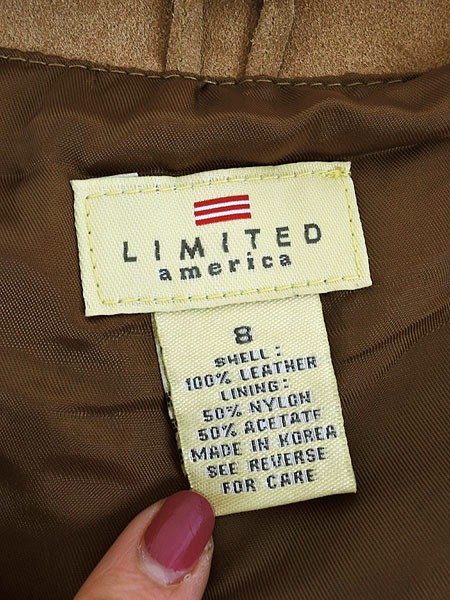 LIMITED
america
8
SHELL:
100% LEATHER
LINING:
50% NYLON
50% ACETATE
MADE IN KOREA
SEE REVERSE
FOR CARE